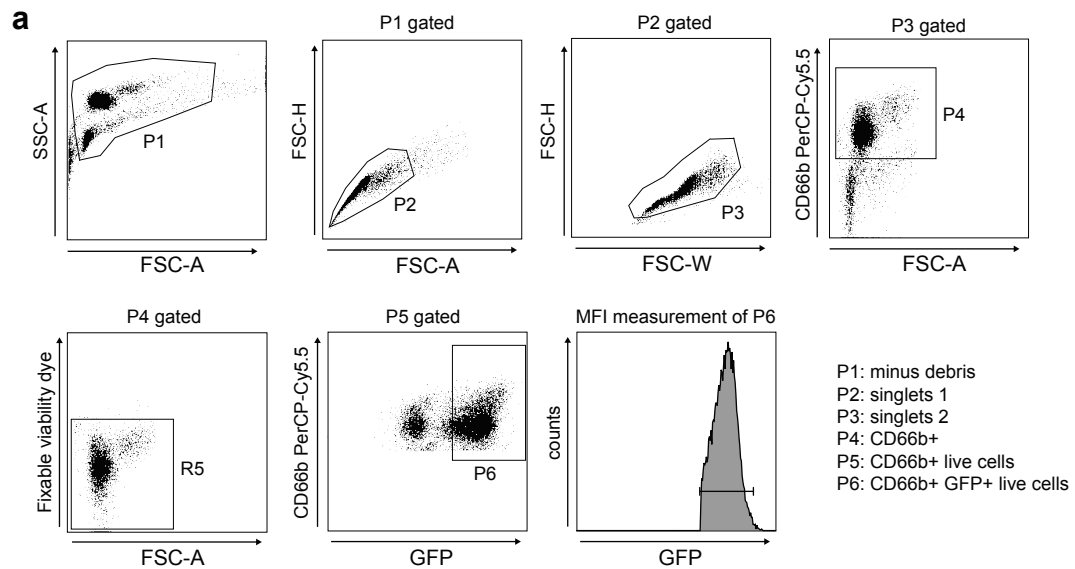 a
P1 gated
P2 gated
P3 gated
SSC-A
P1
FSC-A
FSC-H
P2
FSC-A
FSC-H
P3
FSC-W
CD66b PerCP-Cy5.5
P4
FSC-A
P4 gated
P5 gated
MFI measurement of P6
Fixable viability dye
R5
FSC-A
CD66b PerCP-Cy5.5
P6
GFP
counts
GFP
P1: minus debris
P2: singlets 1
P3: singlets 2
P4: CD66b+
P5: CD66b+ live cells
P6: CD66b+ GFP+ live cells